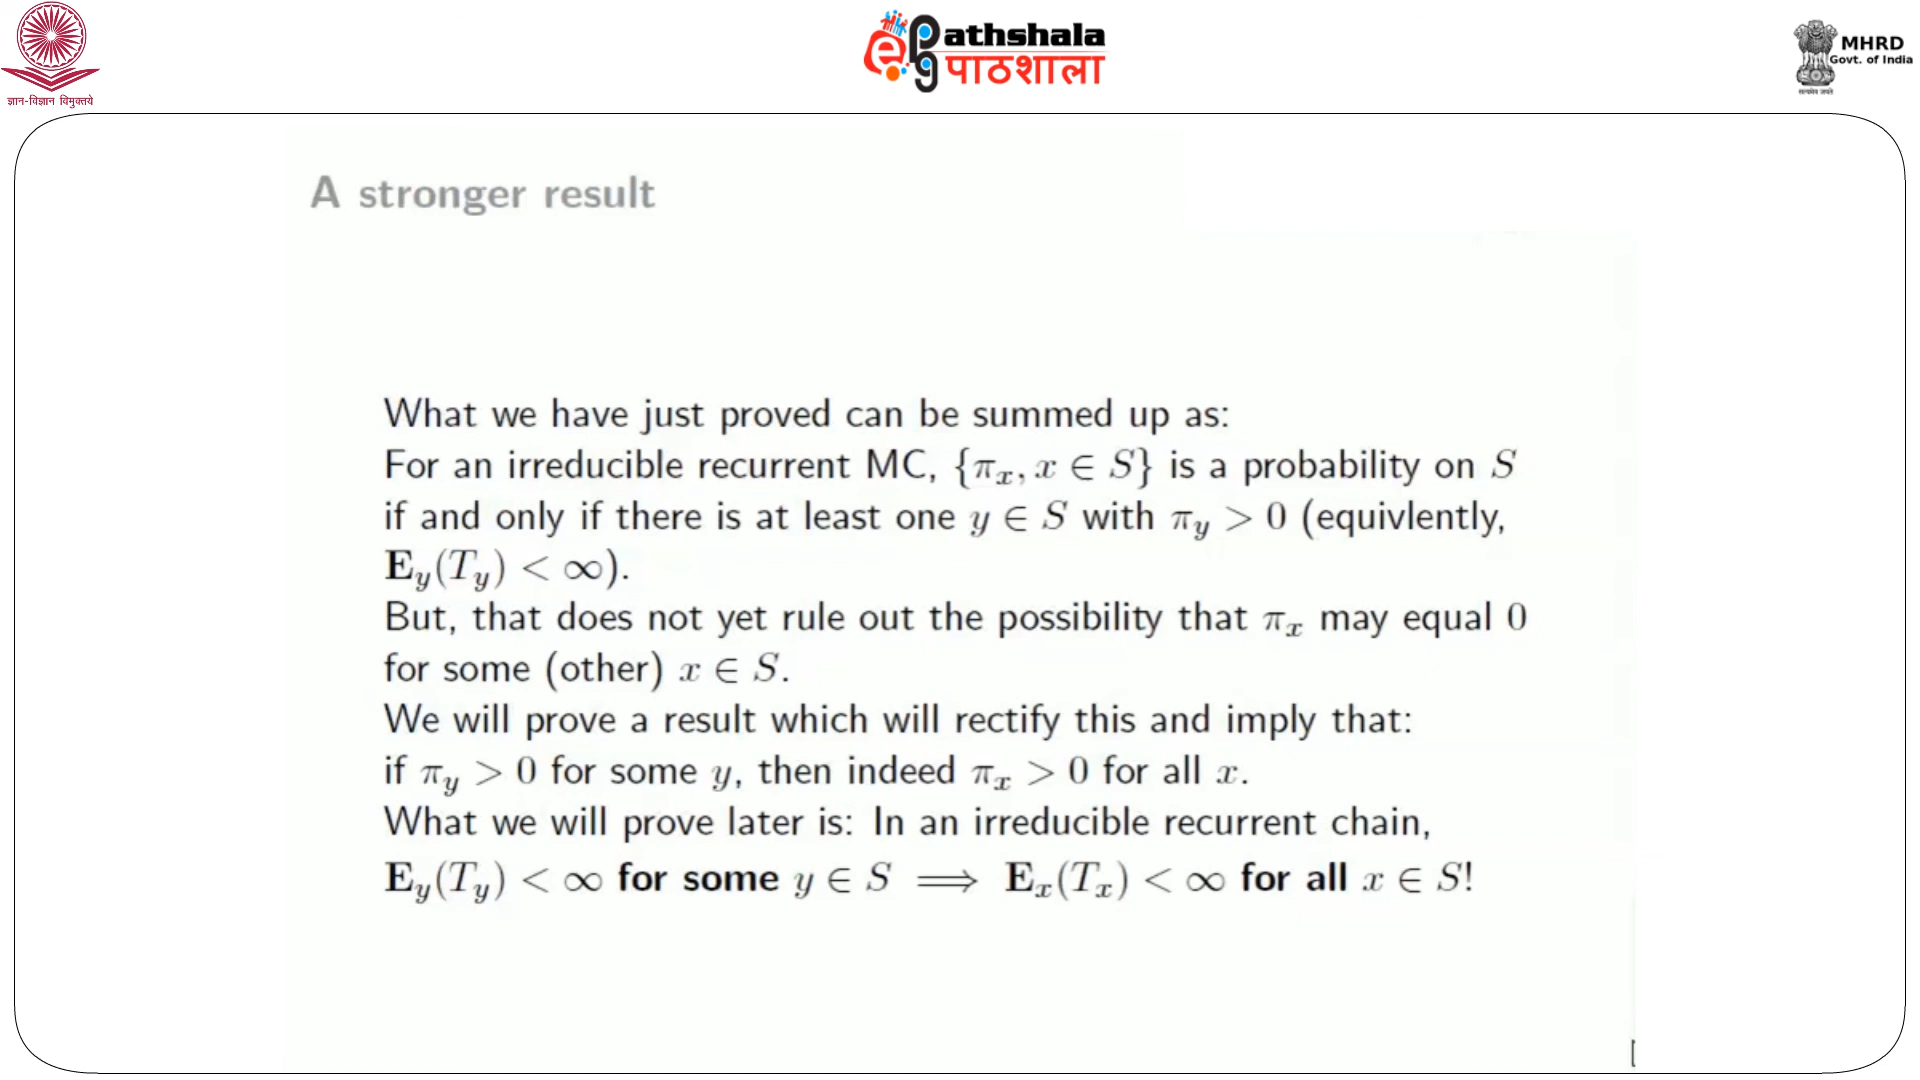 ज्ञान-विज्ञान विमुक्तये
ePGathshala
पाठशाला
MHRD
Govt. of India
सत्यमेव जयते
A stronger result
What we have just proved can be summed up as:
For an irreducible recurrent MC, {π_x, x ∈ S} is a probability on S
if and only if there is at least one y ∈ S with π_y > 0 (equivlently,
E_y(T_y) < ∞).
But, that does not yet rule out the possibility that π_x may equal 0
for some (other) x ∈ S.
We will prove a result which will rectify this and imply that:
if π_y > 0 for some y, then indeed π_x > 0 for all x.
What we will prove later is: In an irreducible recurrent chain,
E_y(T_y) < ∞ for some y ∈ S ⟹ E_x(T_x) < ∞ for all x ∈ S!